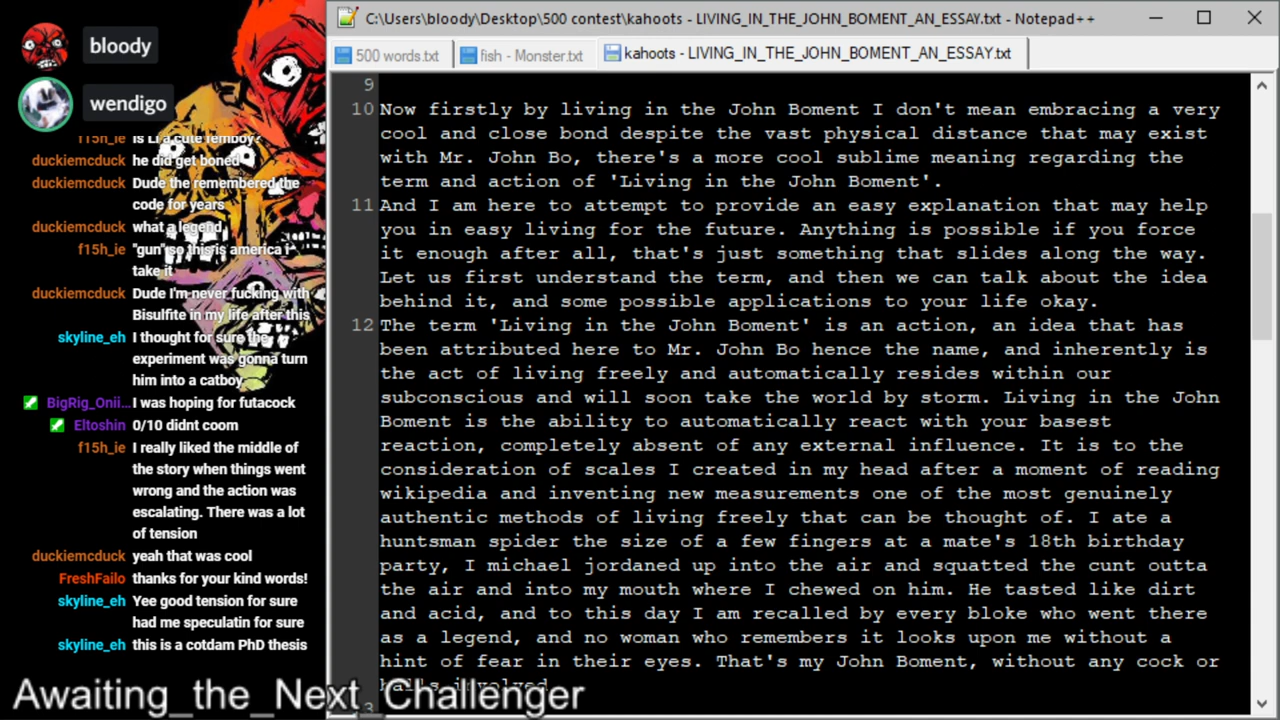 bloody
wendigo
f15h_ie is Li a cute femboy?
duckiemcduck he did get boned
duckiemcduck Dude the remembered the
code for years
duckiemcduck what a legend
f15h_ie "gun" so this is america i
take it
duckiemcduck Dude I'm never fucking with
Bisulfite in my life after this
skyline_eh I thought for sure the
experiment was gonna turn
him into a catboy
BigRig_Onii... I was hoping for futacock
Eltoshin 0/10 didnt coom
f15h_ie I really liked the middle of
the story when things went
wrong and the action was
escalating. There was a lot
of tension
duckiemcduck yeah that was cool
FreshFailo thanks for your kind words!
skyline_eh Yee good tension for sure
had me speculatin for sure
skyline_eh this is a cotdam PhD thesis
Awaiting_the_Next_Challenger
C:\Users\bloody\Desktop\500 contest\kahoots - LIVING_IN_THE_JOHN_BOMENT_AN_ESSAY.txt - Notepad++
500 words.txt
fish - Monster.txt
kahoots - LIVING_IN_THE_JOHN_BOMENT_AN_ESSAY.txt
9
10 Now firstly by living in the John Boment I don't mean embracing a very
cool and close bond despite the vast physical distance that may exist
with Mr. John Bo, there's a more cool sublime meaning regarding the
term and action of 'Living in the John Boment'.
11 And I am here to attempt to provide an easy explanation that may help
you in easy living for the future. Anything is possible if you force
it enough after all, that's just something that slides along the way.
Let us first understand the term, and then we can talk about the idea
behind it, and some possible applications to your life okay.
12 The term 'Living in the John Boment' is an action, an idea that has
been attributed here to Mr. John Bo hence the name, and inherently is
the act of living freely and automatically resides within our
subconscious and will soon take the world by storm. Living in the John
Boment is the ability to automatically react with your basest
reaction, completely absent of any external influence. It is to the
consideration of scales I created in my head after a moment of reading
wikipedia and inventing new measurements one of the most genuinely
authentic methods of living freely that can be thought of. I ate a
huntsman spider the size of a few fingers at a mate's 18th birthday
party, I michael jordaned up into the air and squatted the cunt outta
the air and into my mouth where I chewed on him. He tasted like dirt
and acid, and to this day I am recalled by every bloke who went there
as a legend, and no woman who remembers it looks upon me without a
hint of fear in their eyes. That's my John Boment, without any cock or
balls involved.